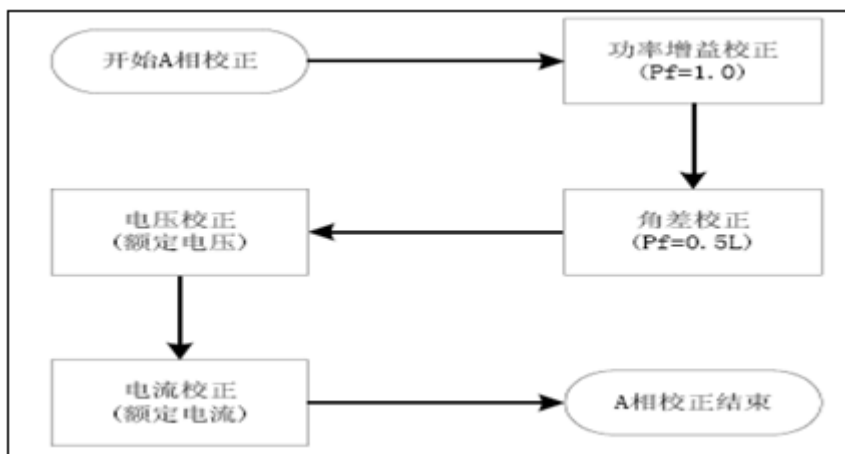 开始A相校正
功率增益校正
(Pf=1.0)
角差校正
(Pf=0.5L)
电压校正
(额定电压)
电流校正
(额定电流)
A相校正结束